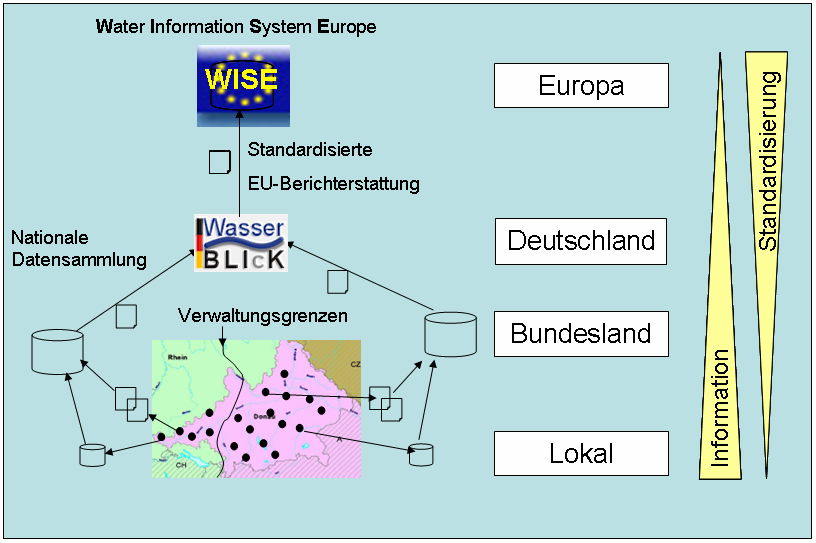 Water Information System Europe
WISE
Europa
Standardisierte
EU-Berichterstattung
Wasser
BLIcK
Nationale
Datensammlung
Deutschland
Verwaltungsgrenzen
Bundesland
Rhein
CZ
Donau
A
CH
Lokal
Information
Standardisierung